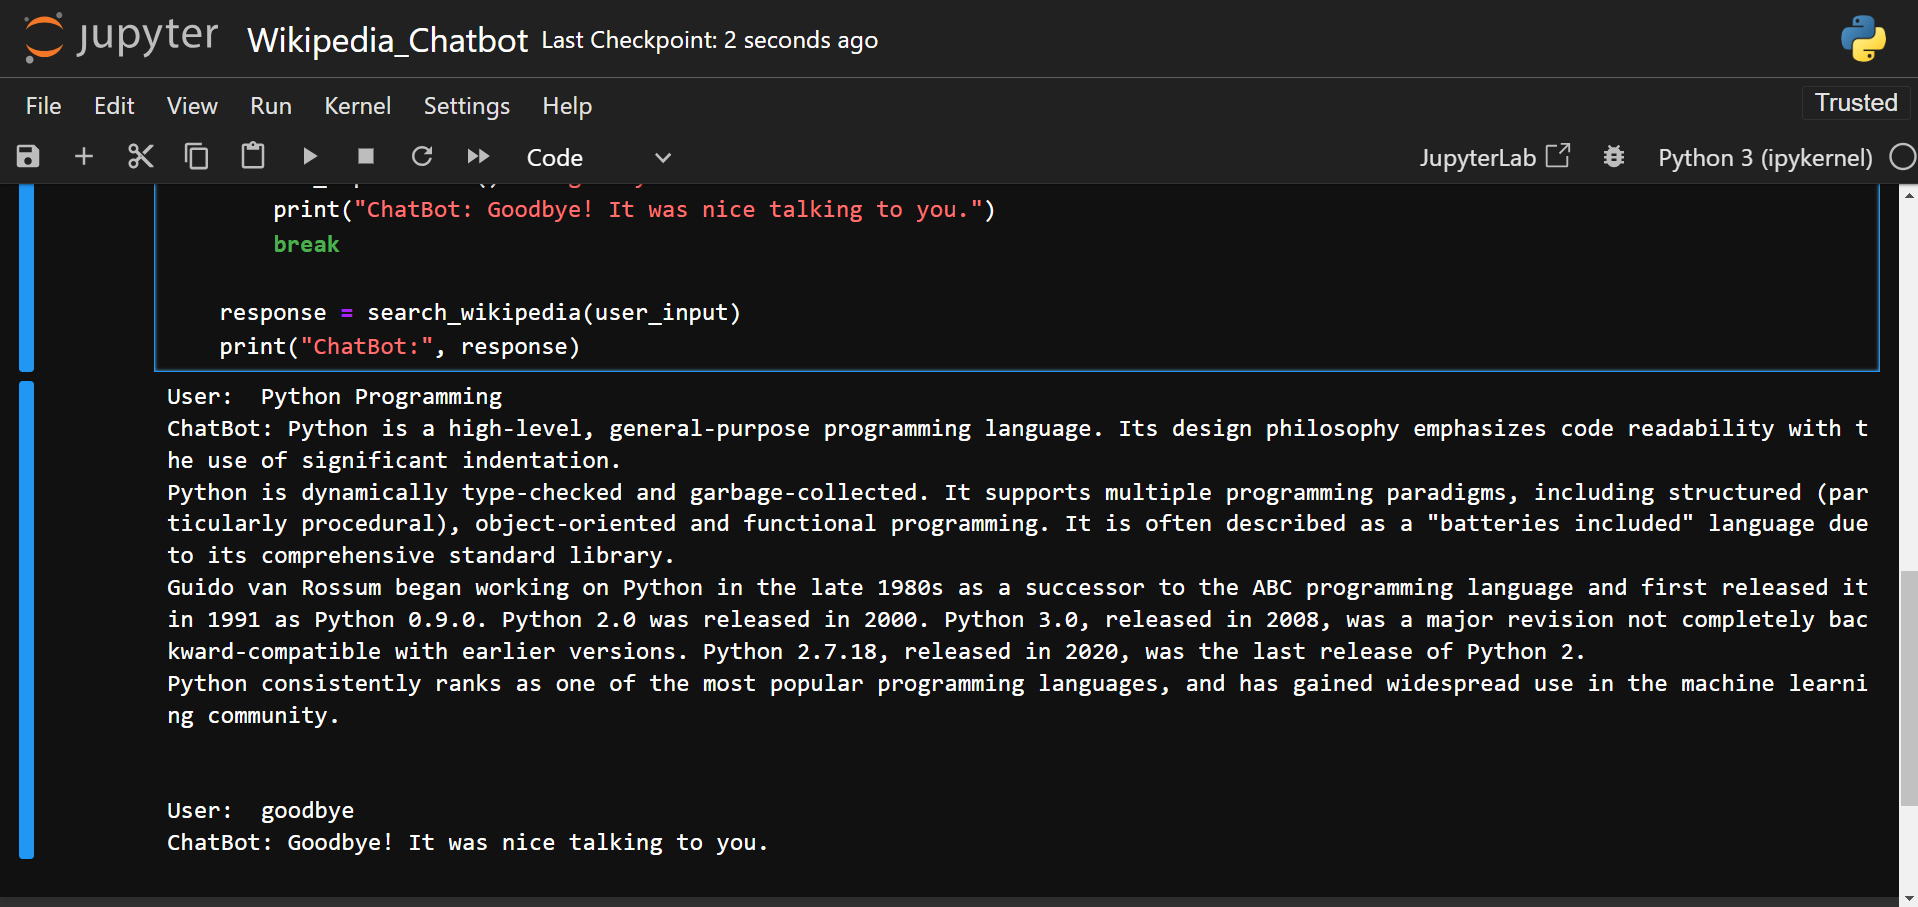 jupyter Wikipedia_Chatbot Last Checkpoint: 2 seconds ago
File Edit View Run Kernel Settings Help Trusted
Code JupyterLab Python 3 (ipykernel)
print("ChatBot: Goodbye! It was nice talking to you.")
break
response = search_wikipedia(user_input)
print("ChatBot:", response)
User:  Python Programming
ChatBot: Python is a high-level, general-purpose programming language. Its design philosophy emphasizes code readability with t
he use of significant indentation.
Python is dynamically type-checked and garbage-collected. It supports multiple programming paradigms, including structured (par
ticularly procedural), object-oriented and functional programming. It is often described as a "batteries included" language due
to its comprehensive standard library.
Guido van Rossum began working on Python in the late 1980s as a successor to the ABC programming language and first released it
in 1991 as Python 0.9.0. Python 2.0 was released in 2000. Python 3.0, released in 2008, was a major revision not completely bac
kward-compatible with earlier versions. Python 2.7.18, released in 2020, was the last release of Python 2.
Python consistently ranks as one of the most popular programming languages, and has gained widespread use in the machine learni
ng community.
User:  goodbye
ChatBot: Goodbye! It was nice talking to you.